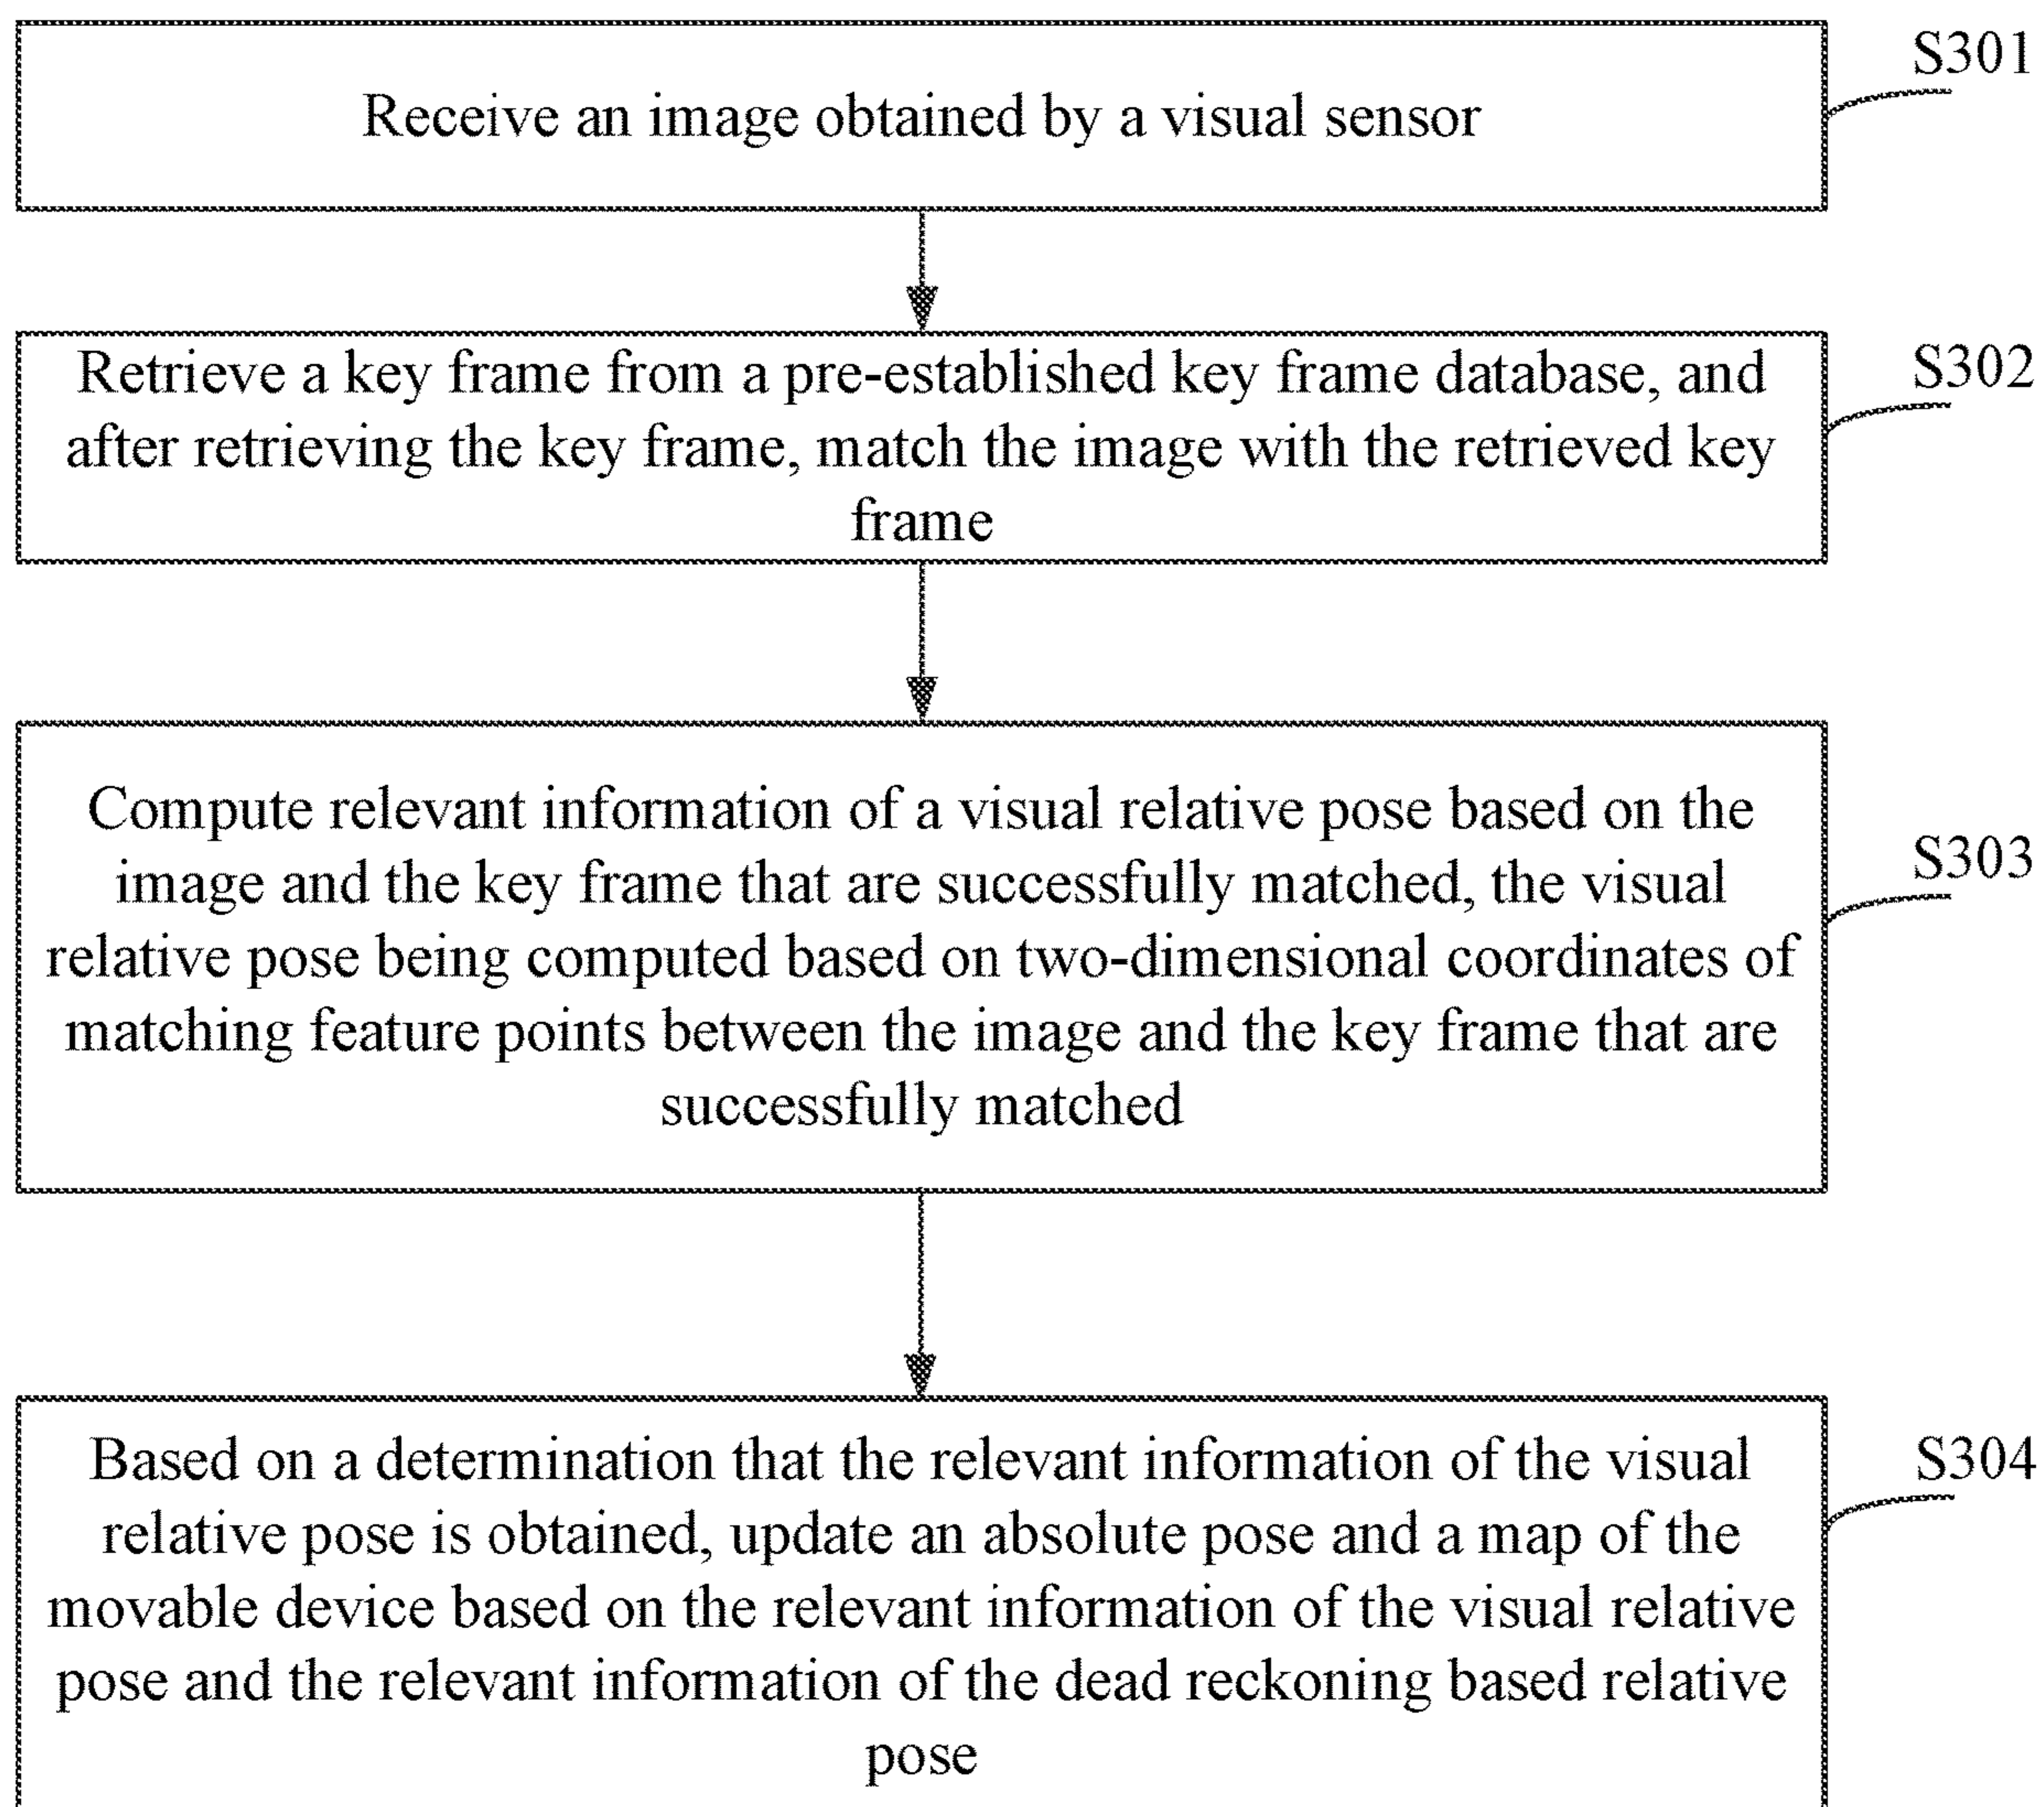 Receive an image obtained by a visual sensor
S301
Retrieve a key frame from a pre-established key frame database, and
after retrieving the key frame, match the image with the retrieved key
frame
S302
Compute relevant information of a visual relative pose based on the
image and the key frame that are successfully matched, the visual
relative pose being computed based on two-dimensional coordinates of
matching feature points between the image and the key frame that are
successfully matched
S303
Based on a determination that the relevant information of the visual
relative pose is obtained, update an absolute pose and a map of the
movable device based on the relevant information of the visual relative
pose and the relevant information of the dead reckoning based relative
pose
S304